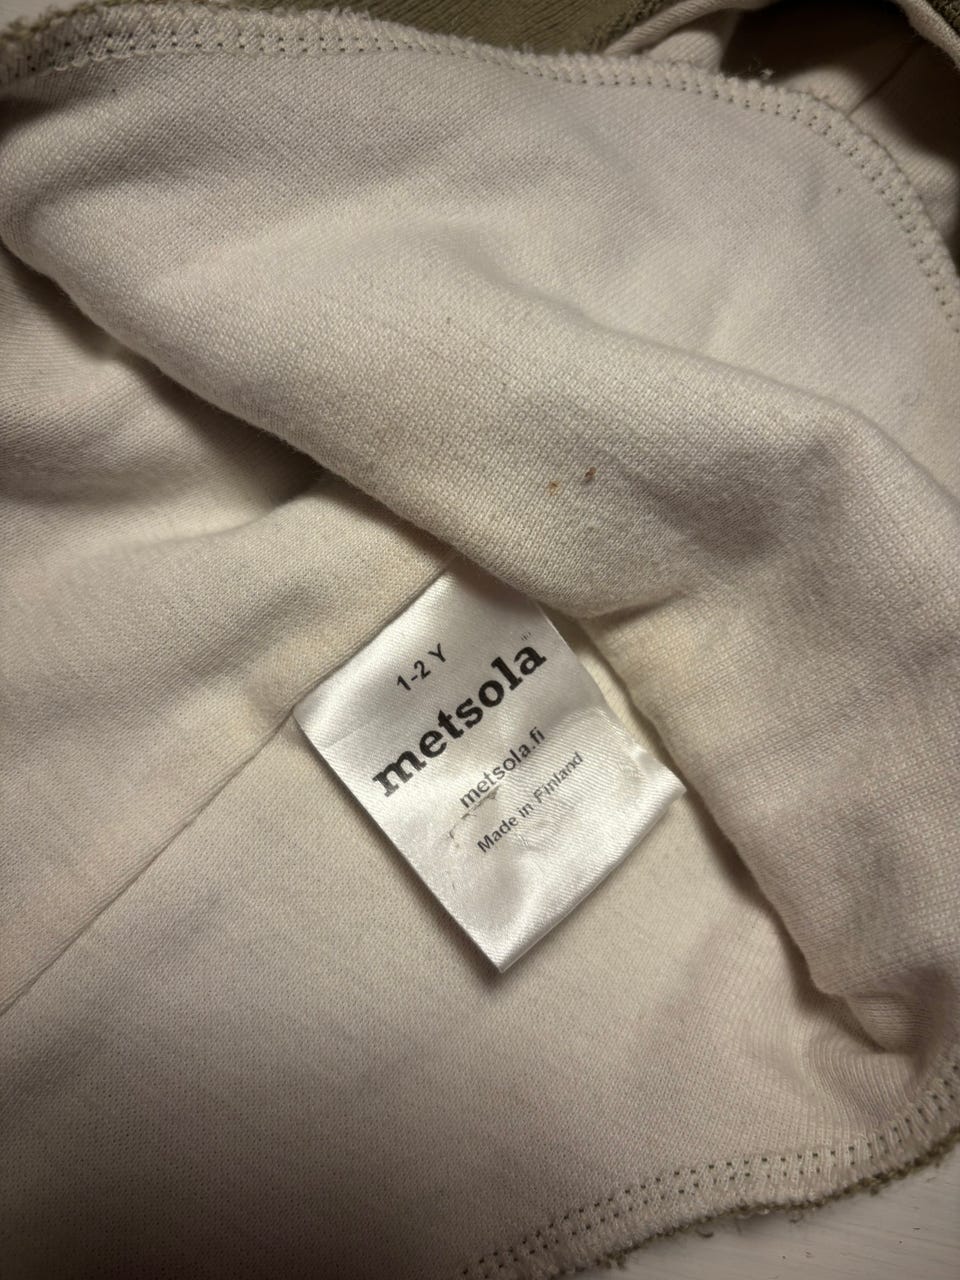 1-2 Y
metsola
metsola.fi
Made in Finland